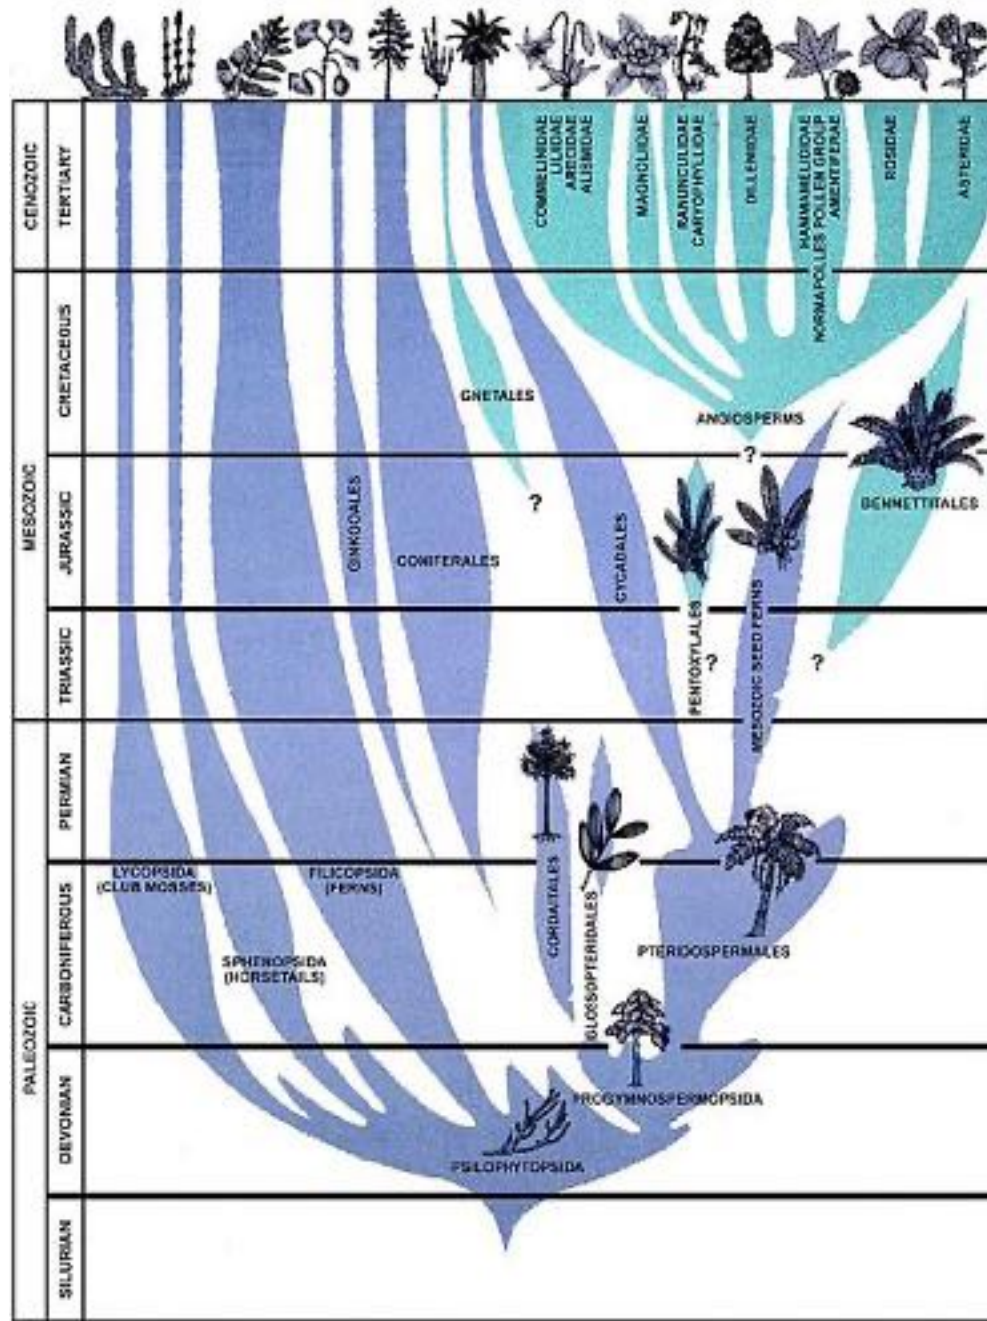 CENOZOIC
TERTIARY
COMMELINIDAE
LILIIDAE
ARECIDAE
ALISMIDAE
MAGNOLIIDAE
RANUNCULIDAE
CARYOPHYLLIDAE
DILLENIIDAE
HAMMAMELIDIDAE
NORMAPOLLES POLLEN GROUP
AMENTIFERAE
ROSIDAE
ASTERIDAE
MESOZOIC
CRETACEOUS
GNETALES
ANGIOSPERMS
?
JURASSIC
BENNETTITALES
?
GINKGOALES
CONIFERALES
CYCADALES
TRIASSIC
PENTOXYLALES
?
MESOZOIC SEED FERNS
?
PALEOZOIC
PERMIAN
LYCOPSIDA
(CLUB MOSSES)
FILICOPSIDA
(FERNS)
CARBONIFEROUS
CORDAITALES
GLOSSOPTERIDALES
PTERIDOSPERMALES
SPHENOPSIDA
(HORSETAILS)
DEVONIAN
PROGYMNOSPERMOPSIDA
PSILOPHYTOPSIDA
SILURIAN